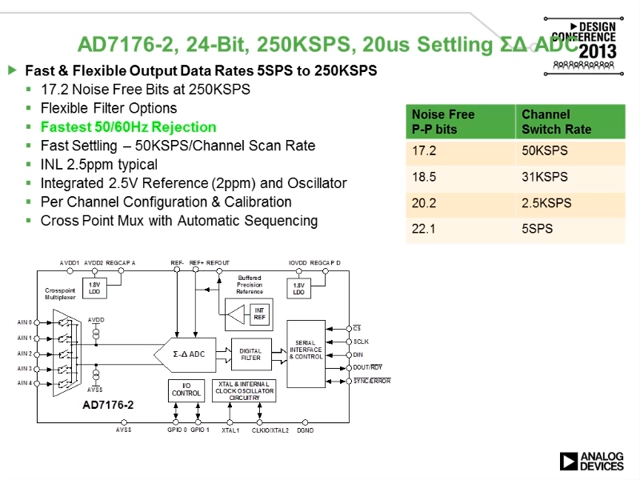 AD7176-2, 24-Bit, 250KSPS, 20us Settling ΣΔ ADC
DESIGN
CONFERENCE
2013
Fast & Flexible Output Data Rates 5SPS to 250KSPS
17.2 Noise Free Bits at 250KSPS
Flexible Filter Options
Fastest 50/60Hz Rejection
Fast Settling – 50KSPS/Channel Scan Rate
INL 2.5ppm typical
Integrated 2.5V Reference (2ppm) and Oscillator
Per Channel Configuration & Calibration
Cross Point Mux with Automatic Sequencing
Noise Free P-P bits Channel Switch Rate
17.2 50KSPS
18.5 31KSPS
20.2 2.5KSPS
22.1 5SPS
AVDD1 AVDD2 REGCAP A REF- REF+ REFOUT IOVDD REGCAP D
1.8V
LDO
Crosspoint
Multiplexer
Buffered
Precision
Reference
INT
REF
1.8V
LDO
AVDD
AIN 0
AIN 1
AIN 2
AIN 3
AIN 4
AVSS
Σ-Δ ADC
DIGITAL
FILTER
SERIAL
INTERFACE
& CONTROL
CS
SCLK
DIN
DOUT/RDY
SYNC/ERROR
I/O
CONTROL
XTAL & INTERNAL
CLOCK OSCILLATOR
CIRCUITRY
AD7176-2
AVSS GPIO 0 GPIO 1 XTAL1 CLKIO/XTAL2 DGND
ANALOG
DEVICES